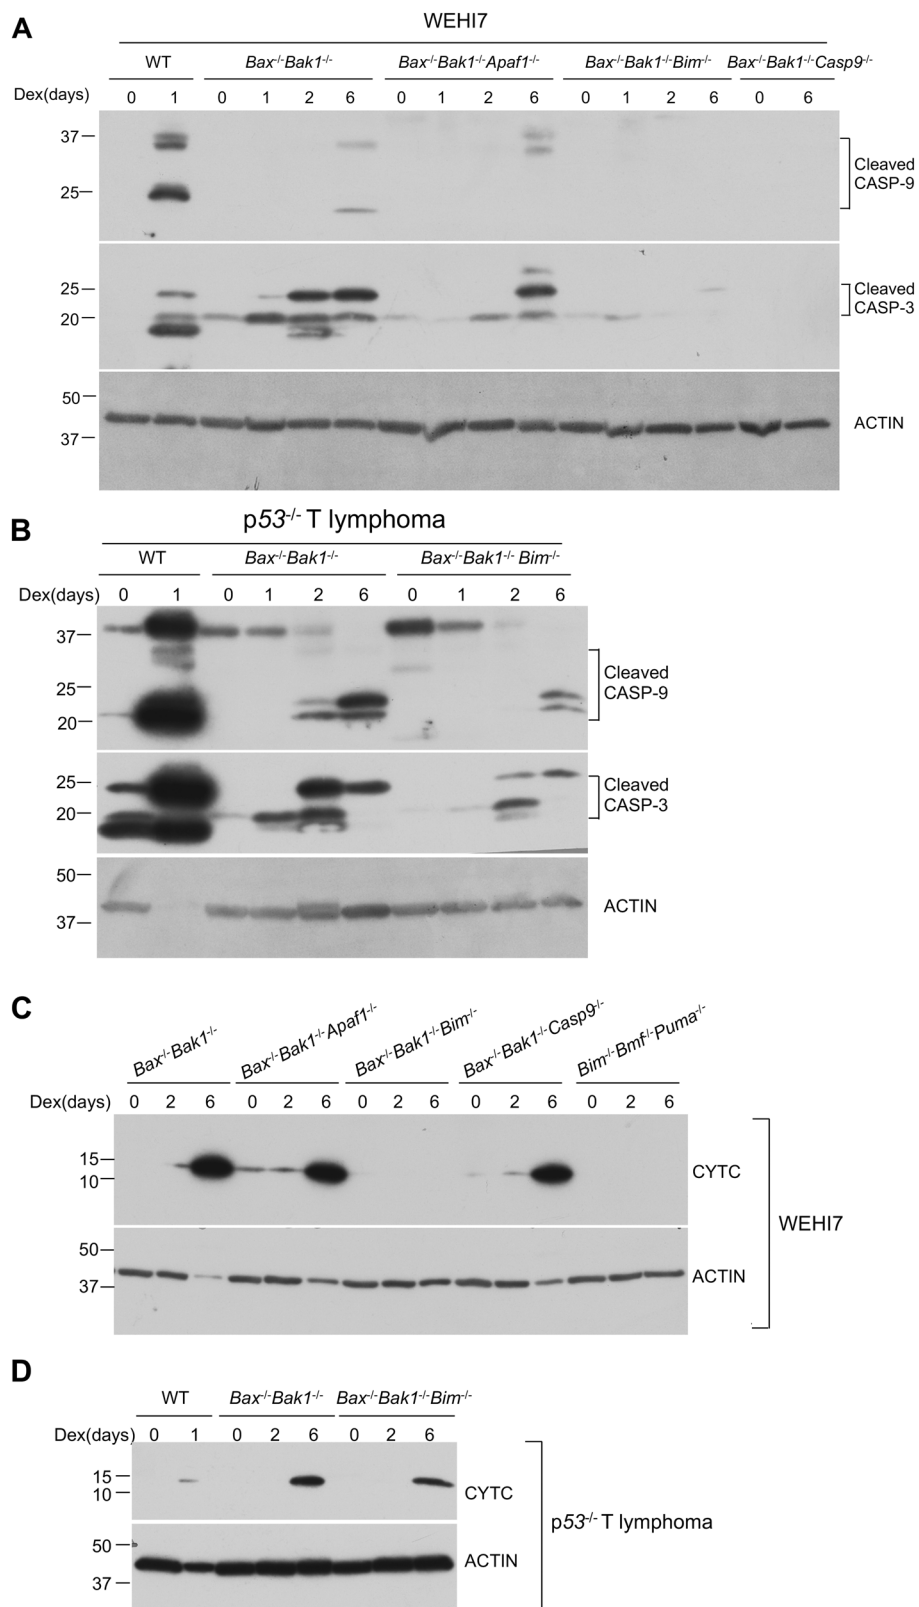 A
WEHI7
WT Bax-/-Bak1-/- Bax-/-Bak1-/-Apaf1-/- Bax-/-Bak1-/-Bim-/- Bax-/-Bak1-/-Casp9-/-
Dex(days) 0 1 0 1 2 6 0 1 2 6 0 1 2 6 0 6
37
25
Cleaved
CASP-9
25
20
Cleaved
CASP-3
50
37
ACTIN
B
p53-/- T lymphoma
WT Bax-/-Bak1-/- Bax-/-Bak1-/- Bim-/-
Dex(days) 0 1 0 1 2 6 0 1 2 6
37
25
20
Cleaved
CASP-9
25
20
Cleaved
CASP-3
50
37
ACTIN
C
Bax-/-Bak1-/- Bax-/-Bak1-/-Apaf1-/- Bax-/-Bak1-/-Bim-/- Bax-/-Bak1-/-Casp9-/- Bim-/-Bmf-/-Puma-/-
Dex(days) 0 2 6 0 2 6 0 2 6 0 2 6 0 2 6
15
10
CYTC
WEHI7
50
37
ACTIN
D
WT Bax-/-Bak1-/- Bax-/-Bak1-/-Bim-/-
Dex(days) 0 1 0 2 6 0 2 6
15
10
CYTC
p53-/- T lymphoma
50
37
ACTIN